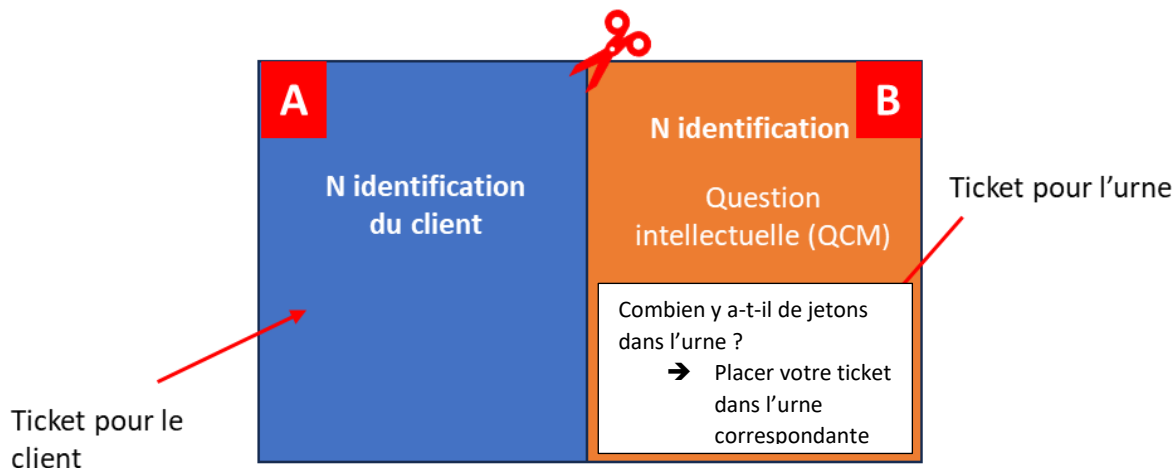 A
N identification
du client
B
N identification
Question
intellectuelle (QCM)
Combien y a-t-il de jetons
dans l’urne ?
➔ Placer votre ticket
dans l’urne
correspondante
Ticket pour l’urne
Ticket pour le
client